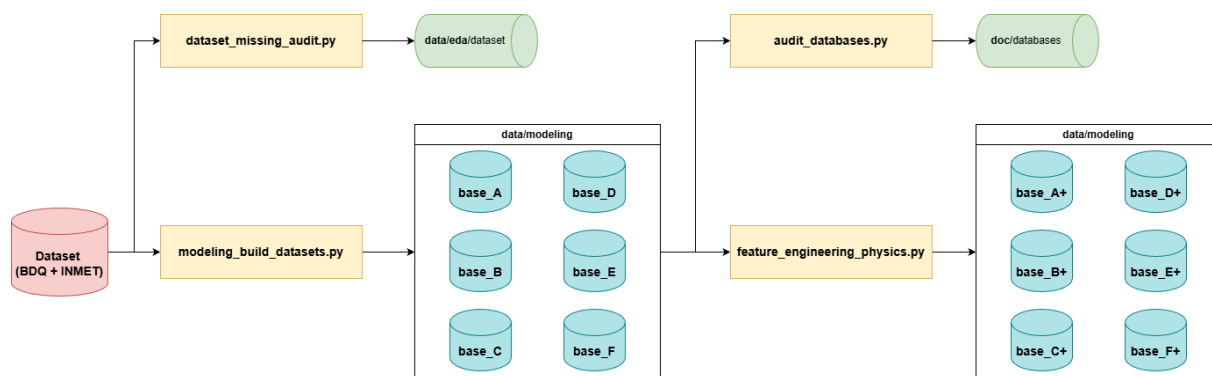 dataset_missing_audit.py
data/eda/dataset
audit_databases.py
doc/databases
data/modeling
data/modeling
base_A
base_D
base_A+
base_D+
Dataset
(BDQ + INMET)
modeling_build_datasets.py
base_B
base_E
feature_engineering_physics.py
base_B+
base_E+
base_C
base_F
base_C+
base_F+